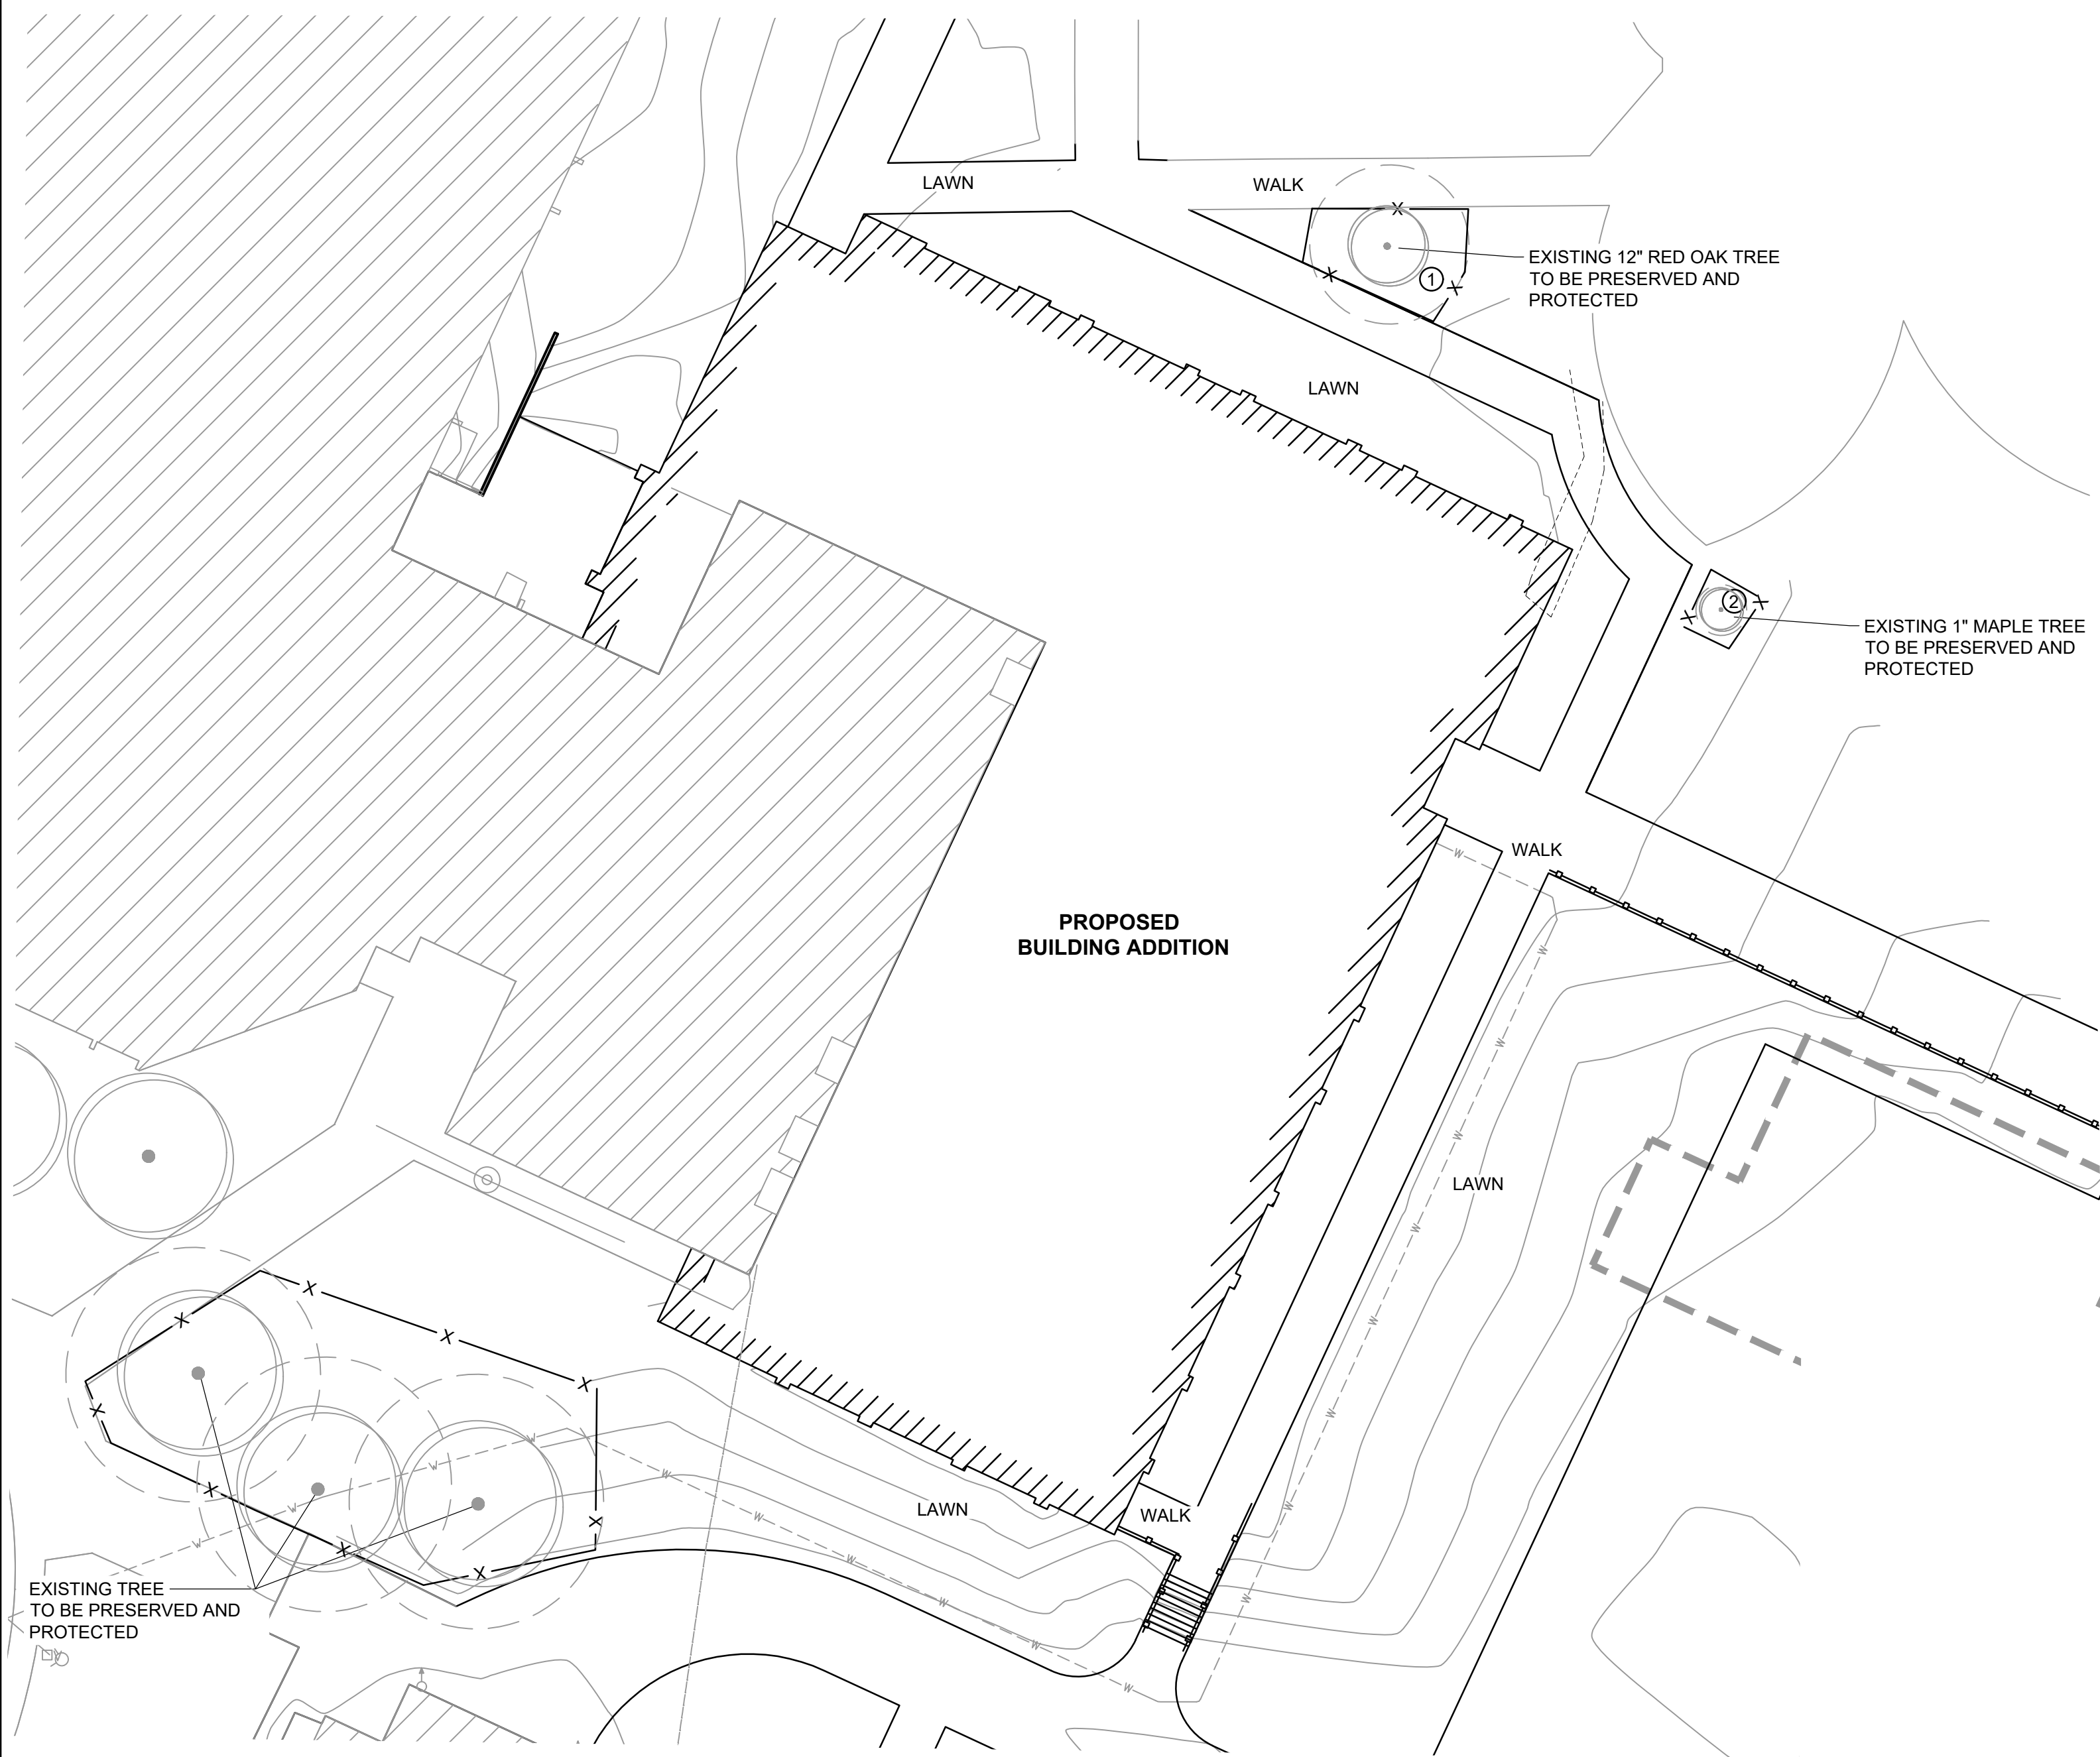 LAWN
WALK
EXISTING 12" RED OAK TREE
TO BE PRESERVED AND
PROTECTED
1
X
X
X
LAWN
2
X
X
EXISTING 1" MAPLE TREE
TO BE PRESERVED AND
PROTECTED
WALK
W
PROPOSED
BUILDING ADDITION
W
W
W
LAWN
W
W
W
W
W
X
X
X
X
X
X
X
X
X
W
W
W
W
W
W
W
W
W
W
W
LAWN
WALK
EXISTING TREE
TO BE PRESERVED AND
PROTECTED